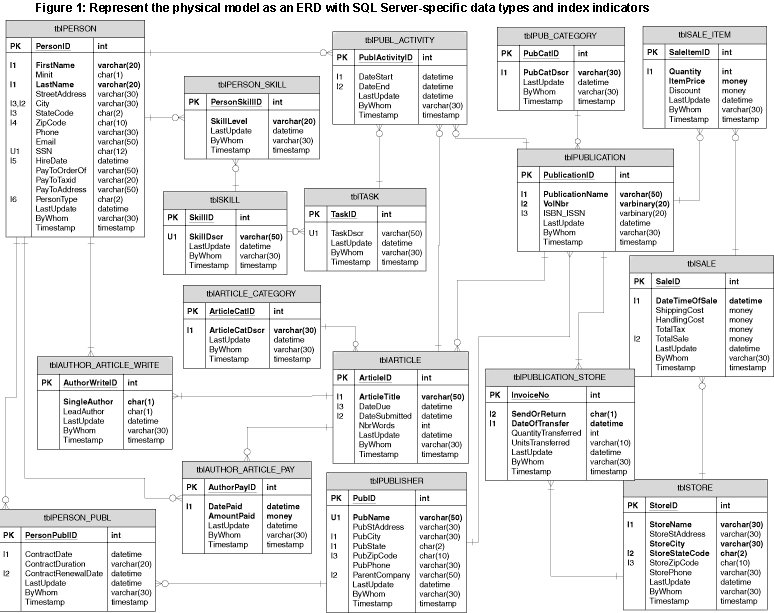 Figure 1: Represent the physical model as an ERD with SQL Server-specific data types and index indicators
tblPERSON
PK PersonID int
I1 FirstName varchar(20)
Minit char(1)
I1 LastName varchar(20)
StreetAddress varchar(30)
I3,I2 City varchar(30)
I3 StateCode char(2)
I4 ZipCode char(10)
Phone varchar(30)
Email varchar(50)
U1 SSN char(12)
I5 HireDate datetime
PayToOrderOf varchar(50)
PayToTaxid varchar(20)
PayToAddress varchar(50)
I6 PersonType char(2)
LastUpdate datetime
ByWhom varchar(30)
Timestamp timestamp
tblPERSON_SKILL
PK PersonSkillID int
SkillLevel varchar(20)
LastUpdate datetime
ByWhom varchar(30)
Timestamp timestamp
tblPUBL_ACTIVITY
PK PublActivityID int
I1 DateStart datetime
I2 DateEnd datetime
LastUpdate datetime
ByWhom varchar(30)
Timestamp timestamp
tblPUB_CATEGORY
PK PubCatID int
I1 PubCatDscr varchar(50)
LastUpdate datetime
ByWhom varchar(30)
Timestamp timestamp
tblSALE_ITEM
PK SaleItemID int
I1 Quantity int
ItemPrice money
Discount money
LastUpdate datetime
ByWhom varchar(30)
Timestamp timestamp
tblPUBLICATION
PK PublicationID int
I1 PublicationName varchar(50)
I2 VolNbr varbinary(20)
I3 ISBN_ISSN varbinary(20)
LastUpdate datetime
ByWhom varchar(30)
Timestamp timestamp
tblSKILL
PK SkillID int
U1 SkillDscr varchar(50)
LastUpdate datetime
ByWhom varchar(30)
Timestamp timestamp
tblTASK
PK TaskID int
U1 TaskDscr varchar(50)
LastUpdate datetime
ByWhom varchar(30)
Timestamp timestamp
tblSALE
PK SaleID int
I1 DateTimeOfSale datetime
ShippingCost money
HandlingCost money
TotalTax money
I2 TotalSale money
LastUpdate datetime
ByWhom varchar(30)
Timestamp timestamp
tblARTICLE_CATEGORY
PK ArticleCatID int
I1 ArticleCatDscr varchar(30)
LastUpdate datetime
ByWhom varchar(30)
Timestamp timestamp
tblAUTHOR_ARTICLE_WRITE
PK AuthorWriteID int
SingleAuthor char(1)
LeadAuthor char(1)
LastUpdate datetime
ByWhom varchar(30)
Timestamp timestamp
tblARTICLE
PK ArticleID int
I1 ArticleTitle varchar(50)
I3 DateDue datetime
I2 DateSubmitted datetime
NbrWords int
LastUpdate datetime
ByWhom varchar(30)
Timestamp timestamp
tblPUBLICATION_STORE
PK InvoiceNo int
I2 SendOrReturn char(1)
I1 DateOfTransfer datetime
QuantityTransferred int
UnitsTransferred varchar(10)
LastUpdate datetime
ByWhom varchar(30)
Timestamp timestamp
tblAUTHOR_ARTICLE_PAY
PK AuthorPayID int
I1 DatePaid datetime
AmountPaid money
LastUpdate datetime
ByWhom varchar(30)
Timestamp timestamp
tblPUBLISHER
PK PubID int
U1 PubName varchar(50)
PubStAddress varchar(30)
I1 PubCity varchar(30)
I1 PubState char(2)
I3 PubZipCode char(10)
PubPhone varchar(30)
I2 ParentCompany varchar(50)
LastUpdate datetime
ByWhom varchar(30)
Timestamp timestamp
tblSTORE
PK StoreID int
I1 StoreName varchar(30)
StoreStAddress varchar(30)
StoreCity varchar(30)
I2 StoreStateCode char(2)
I3 StoreZipCode char(10)
StorePhone varchar(30)
LastUpdate datetime
ByWhom varchar(30)
Timestamp timestamp
tblPERSON_PUBL
PK PersonPublID int
I1 ContractDate datetime
ContractDuration varchar(20)
I2 ContractRenewalDate datetime
LastUpdate datetime
ByWhom varchar(30)
Timestamp timestamp